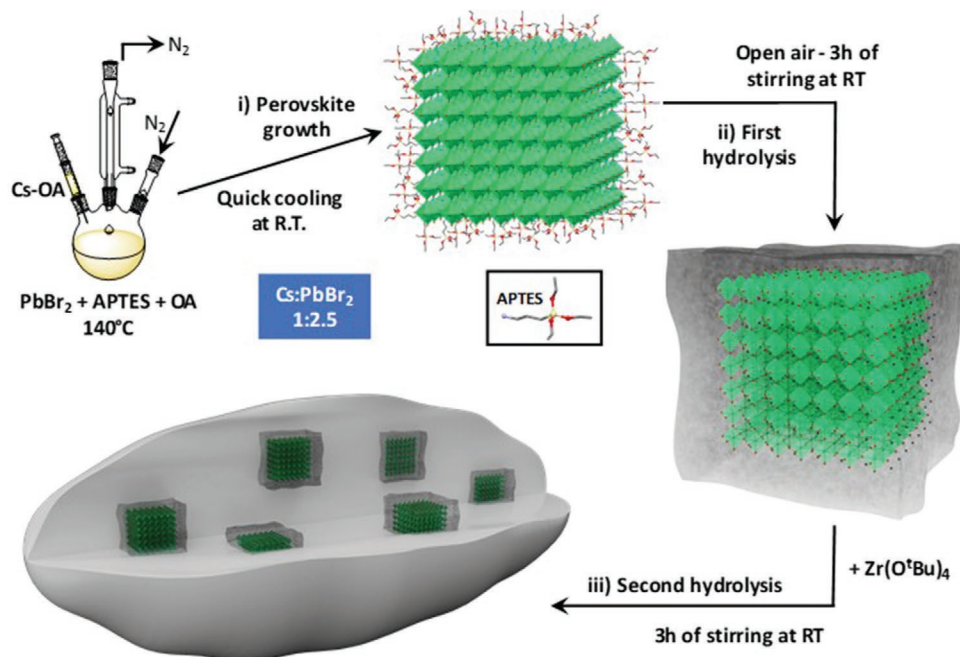 N₂
N₂
Cs-OA
PbBr₂ + APTES + OA
140°C
i) Perovskite
growth
Quick cooling
at R.T.
Cs:PbBr₂
1:2.5
APTES
Open air - 3h of
stirring at RT
ii) First
hydrolysis
+ Zr(OᵗBu)₄
iii) Second hydrolysis
3h of stirring at RT